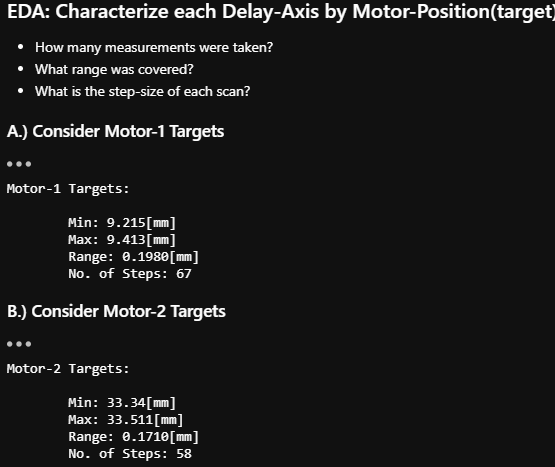 EDA: Characterize each Delay-Axis by Motor-Position(target)
• How many measurements were taken?
• What range was covered?
• What is the step-size of each scan?
A.) Consider Motor-1 Targets
•••
Motor-1 Targets:
Min: 9.215[mm]
Max: 9.413[mm]
Range: 0.1980[mm]
No. of Steps: 67
B.) Consider Motor-2 Targets
•••
Motor-2 Targets:
Min: 33.34[mm]
Max: 33.511[mm]
Range: 0.1710[mm]
No. of Steps: 58